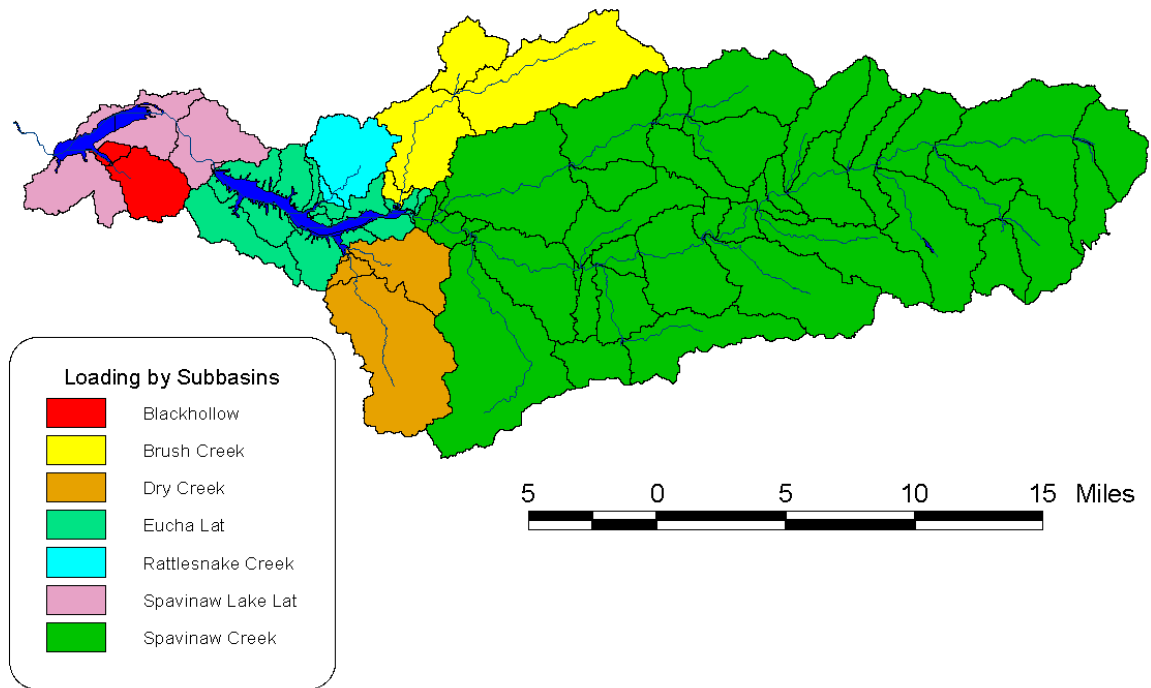 Loading by Subbasins
Blackhollow
Brush Creek
Dry Creek
Eucha Lat
Rattlesnake Creek
Spavinaw Lake Lat
Spavinaw Creek
5 0 5 10 15 Miles